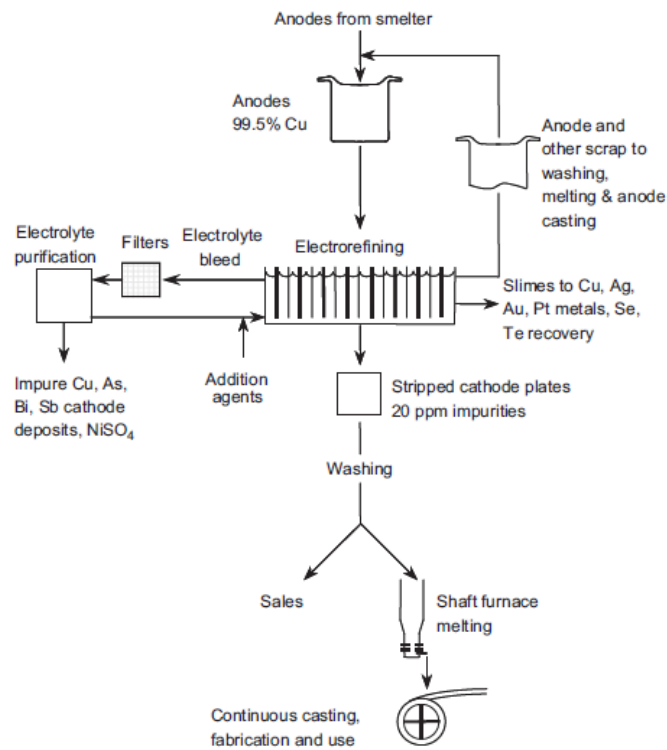 Anodes from smelter
Anodes
99.5% Cu
Anode and
other scrap to
washing,
melting & anode
casting
Electrolyte
purification
Filters
Electrolyte
bleed
Electrorefining
Slimes to Cu, Ag,
Au, Pt metals, Se,
Te recovery
Impure Cu, As,
Bi, Sb cathode
deposits, NiSO₄
Addition
agents
Stripped cathode plates
20 ppm impurities
Washing
Sales
Shaft furnace
melting
Continuous casting,
fabrication and use